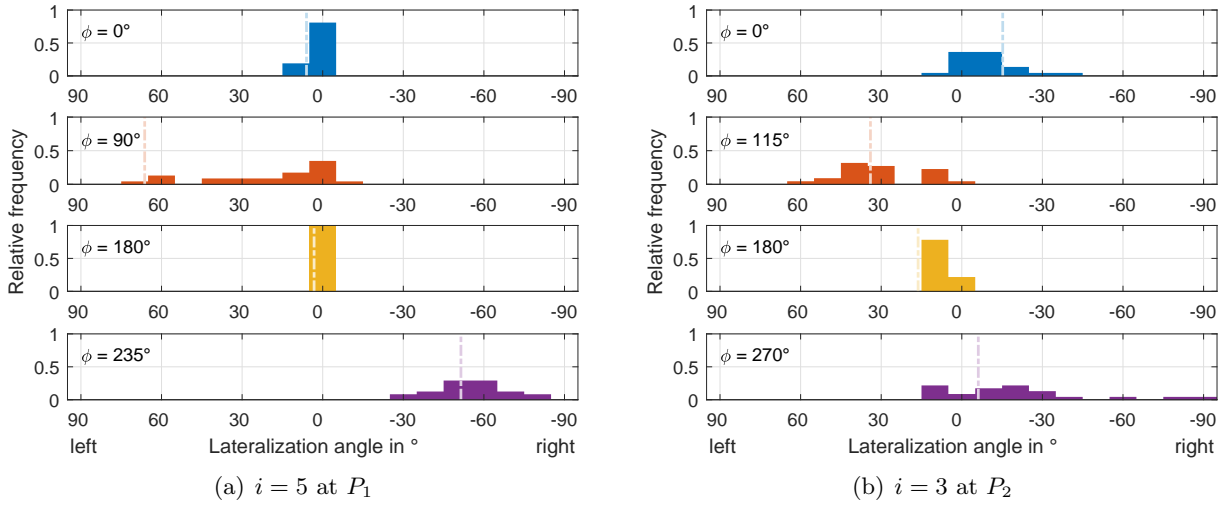 Relative frequency
1
0.5
0
ϕ = 0°
90 60 30 0 -30 -60 -90
1
0.5
0
ϕ = 90°
90 60 30 0 -30 -60 -90
1
0.5
0
ϕ = 180°
90 60 30 0 -30 -60 -90
1
0.5
0
ϕ = 235°
90 60 30 0 -30 -60 -90
left Lateralization angle in ° right
(a) i = 5 at P₁
Relative frequency
1
0.5
0
ϕ = 0°
90 60 30 0 -30 -60 -90
1
0.5
0
ϕ = 115°
90 60 30 0 -30 -60 -90
1
0.5
0
ϕ = 180°
90 60 30 0 -30 -60 -90
1
0.5
0
ϕ = 270°
90 60 30 0 -30 -60 -90
left Lateralization angle in ° right
(b) i = 3 at P₂